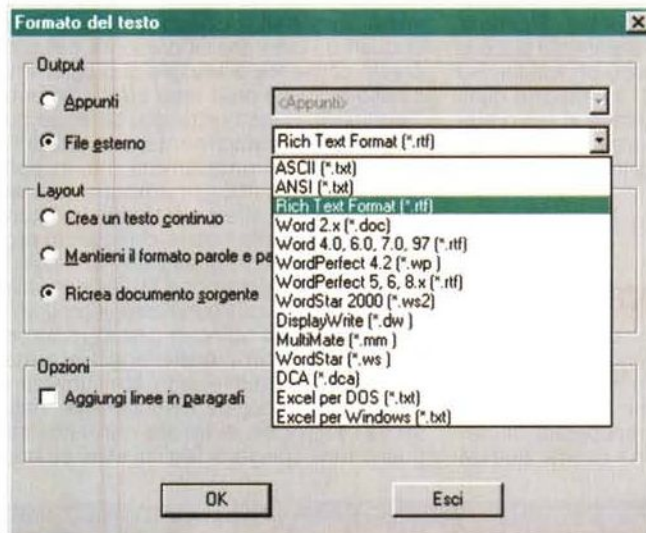 Formato del testo
Output
Appunti
<Appunti>
File esterno
Rich Text Format (*.rtf)
ASCII (*.txt)
ANSI (*.txt)
Rich Text Format (*.rtf)
Word 2.x (*.doc)
Word 4.0, 6.0, 7.0, 97 (*.rtf)
WordPerfect 4.2 (*.wp )
WordPerfect 5, 6, 8.x (*.rtf)
WordStar 2000 (*.ws2)
DisplayWrite (*.dw )
MultiMate (*.mm )
WordStar (*.ws )
DCA (*.dca)
Excel per DOS (*.txt)
Excel per Windows (*.txt)
Layout
Crea un testo continuo
Mantieni il formato parole e pa
Ricrea documento sorgente
Opzioni
Aggiungi linee in paragrafi
OK
Esci